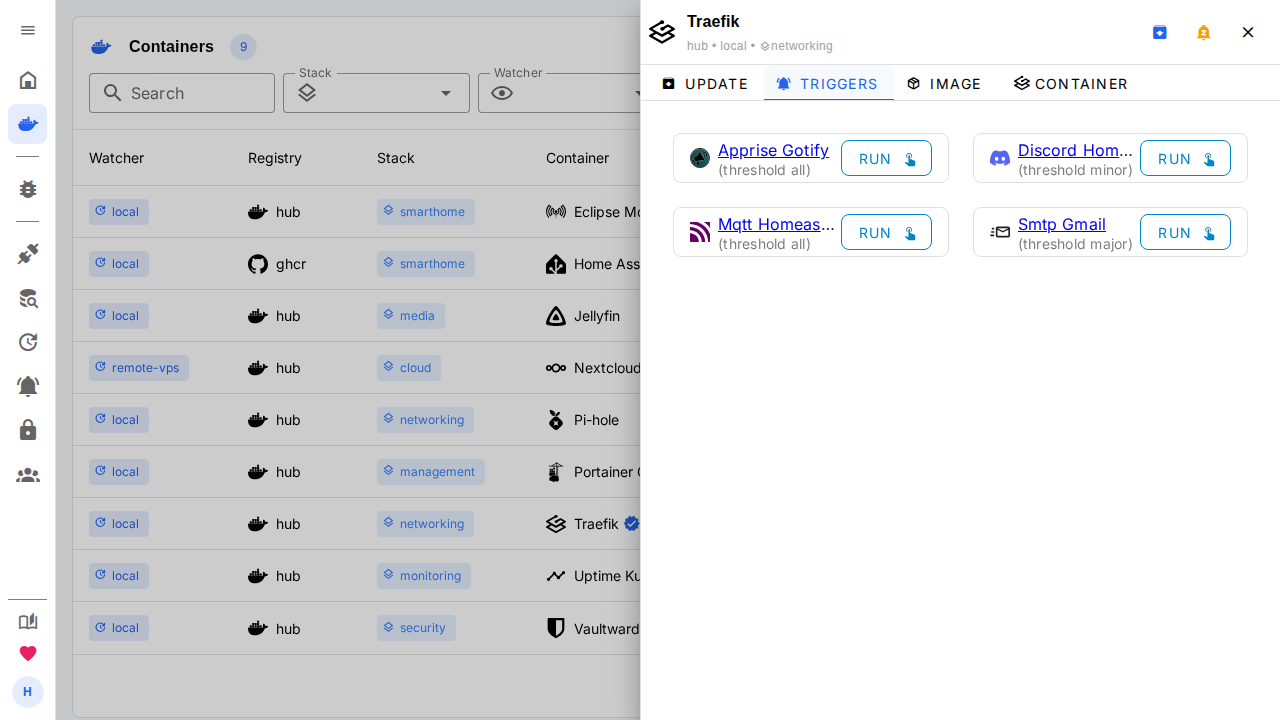 Containers 9
Stack
Search
Watcher
Watcher Registry Stack Container
local hub smarthome Eclipse Mo
local ghcr smarthome Home Ass
local hub media Jellyfin
remote-vps hub cloud Nextcloud
local hub networking Pi-hole
local hub management Portainer
local hub networking Traefik
local hub monitoring Uptime Ku
local hub security Vaultward
H
Traefik
hub • local • networking
UPDATE TRIGGERS IMAGE CONTAINER
Apprise Gotify
(threshold all)
RUN
Discord Hom...
(threshold minor)
RUN
Mqtt Homeas...
(threshold all)
RUN
Smtp Gmail
(threshold major)
RUN